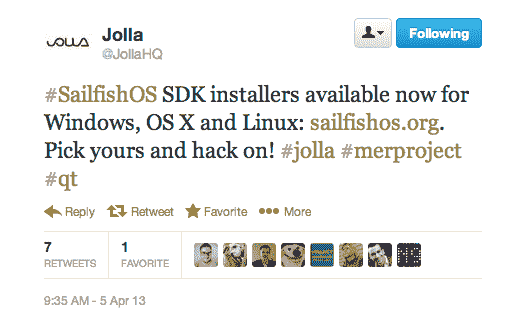 JOLLA
Jolla
@JollaHQ
Following
#SailfishOS SDK installers available now for
Windows, OS X and Linux: sailfishos.org.
Pick yours and hack on! #jolla #merproject
#qt
Reply Retweet Favorite More
7 1
RETWEETS FAVORITE
9:35 AM - 5 Apr 13